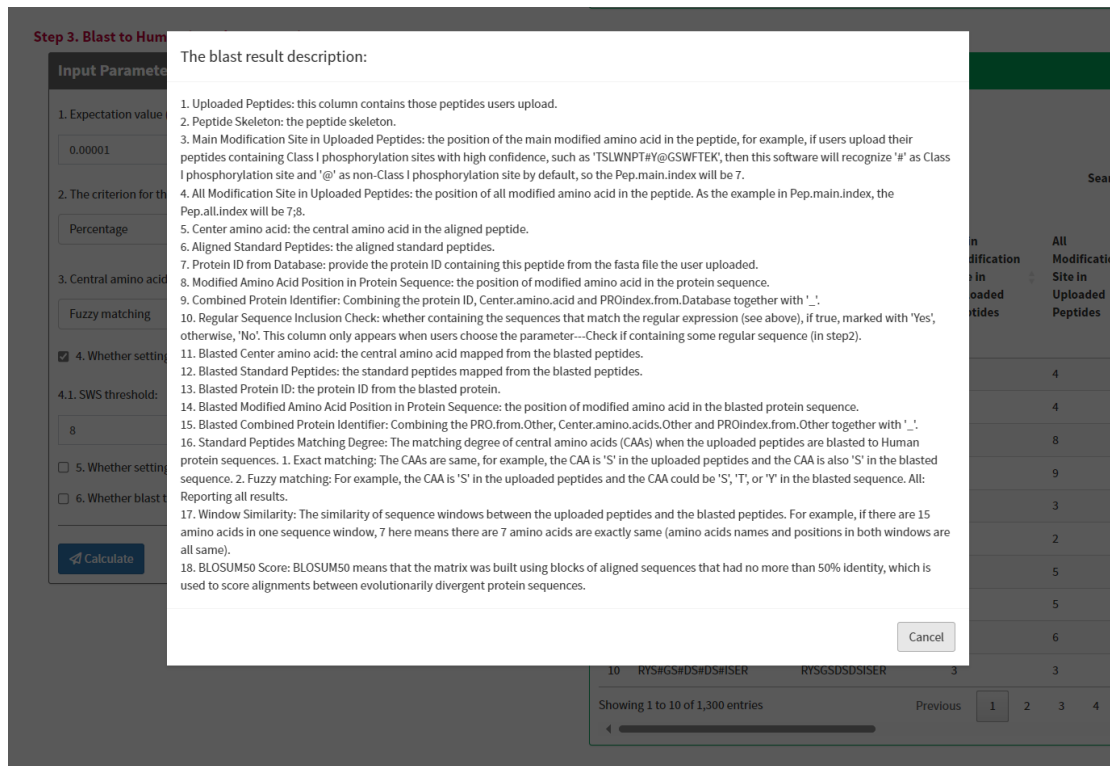 Step 3. Blast to Hum
Input Paramete
The blast result description:
1. Expectation value
0.00001
2. The criterion for th
Percentage
3. Central amino acid
Fuzzy matching
4. Whether setting
4.1. SWS threshold:
8
5. Whether setting
6. Whether blast t
Calculate
1. Uploaded Peptides: this column contains those peptides users upload.
2. Peptide Skeleton: the peptide skeleton.
3. Main Modification Site in Uploaded Peptides: the position of the main modified amino acid in the peptide, for example, if users upload their
peptides containing Class I phosphorylation sites with high confidence, such as 'TSLWNPT#Y@GSWFTEK', then this software will recognize '#' as Class
I phosphorylation site and '@' as non-Class I phosphorylation site by default, so the Pep.main.index will be 7.
4. All Modification Site in Uploaded Peptides: the position of all modified amino acid in the peptide. As the example in Pep.main.index, the
Pep.all.index will be 7;8.
5. Center amino acid: the central amino acid in the aligned peptide.
6. Aligned Standard Peptides: the aligned standard peptides.
7. Protein ID from Database: provide the protein ID containing this peptide from the fasta file the user uploaded.
8. Modified Amino Acid Position in Protein Sequence: the position of modified amino acid in the protein sequence.
9. Combined Protein Identifier: Combining the protein ID, Center.amino.acid and PROindex.from.Database together with '_'.
10. Regular Sequence Inclusion Check: whether containing the sequences that match the regular expression (see above), if true, marked with 'Yes',
otherwise, 'No'. This column only appears when users choose the parameter---Check if containing some regular sequence (in step2).
11. Blasted Center amino acid: the central amino acid mapped from the blasted peptides.
12. Blasted Standard Peptides: the standard peptides mapped from the blasted peptides.
13. Blasted Protein ID: the protein ID from the blasted protein.
14. Blasted Modified Amino Acid Position in Protein Sequence: the position of modified amino acid in the blasted protein sequence.
15. Blasted Combined Protein Identifier: Combining the PRO.from.Other, Center.amino.acids.Other and PROindex.from.Other together with '_'.
16. Standard Peptides Matching Degree: The matching degree of central amino acids (CAAs) when the uploaded peptides are blasted to Human
protein sequences. 1. Exact matching: The CAAs are same, for example, the CAA is 'S' in the uploaded peptides and the CAA is also 'S' in the blasted
sequence. 2. Fuzzy matching: For example, the CAA is 'S' in the uploaded peptides and the CAA could be 'S', 'T', or 'Y' in the blasted sequence. All:
Reporting all results.
17. Window Similarity: The similarity of sequence windows between the uploaded peptides and the blasted peptides. For example, if there are 15
amino acids in one sequence window, 7 here means there are 7 amino acids are exactly same (amino acids names and positions in both windows are
all same).
18. BLOSUM50 Score: BLOSUM50 means that the matrix was built using blocks of aligned sequences that had no more than 50% identity, which is
used to score alignments between evolutionarily divergent protein sequences.
Cancel
Sear
in
dification
e in
oaded
ptides
All
Modificatio
Site in
Uploaded
Peptides
4
4
8
9
3
2
5
5
6
10 RYS#GS#DS#DS#ISER RYSGSDSDSISER 3 3
Showing 1 to 10 of 1,300 entries Previous 1 2 3 4